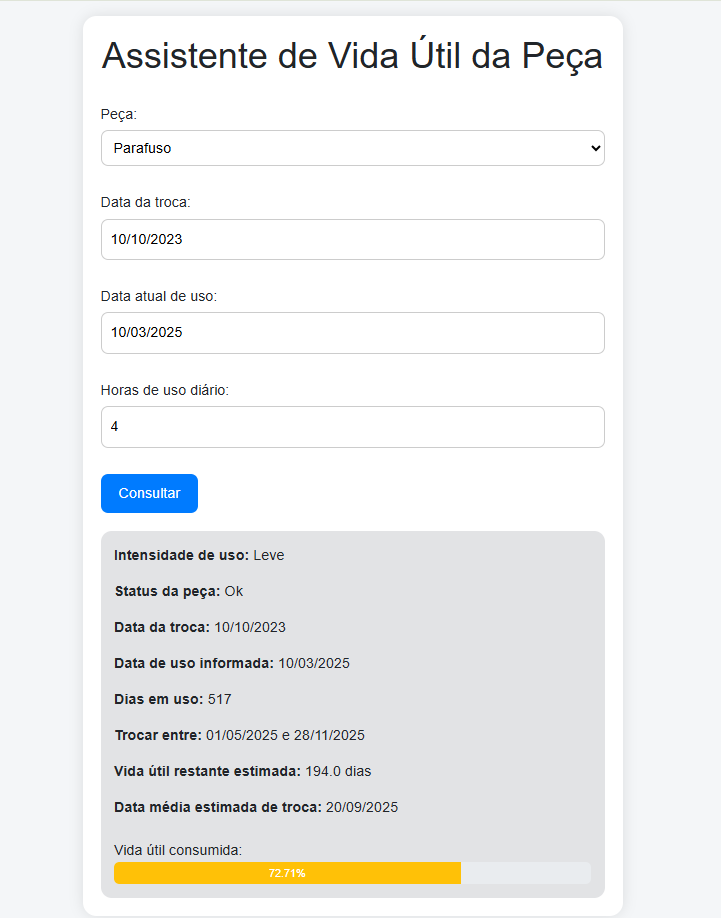 Assistente de Vida Útil da Peça
Peça:
Parafuso
Data da troca:
10/10/2023
Data atual de uso:
10/03/2025
Horas de uso diário:
4
Consultar
Intensidade de uso: Leve
Status da peça: Ok
Data da troca: 10/10/2023
Data de uso informada: 10/03/2025
Dias em uso: 517
Trocar entre: 01/05/2025 e 28/11/2025
Vida útil restante estimada: 194.0 dias
Data média estimada de troca: 20/09/2025
Vida útil consumida:
72.71%